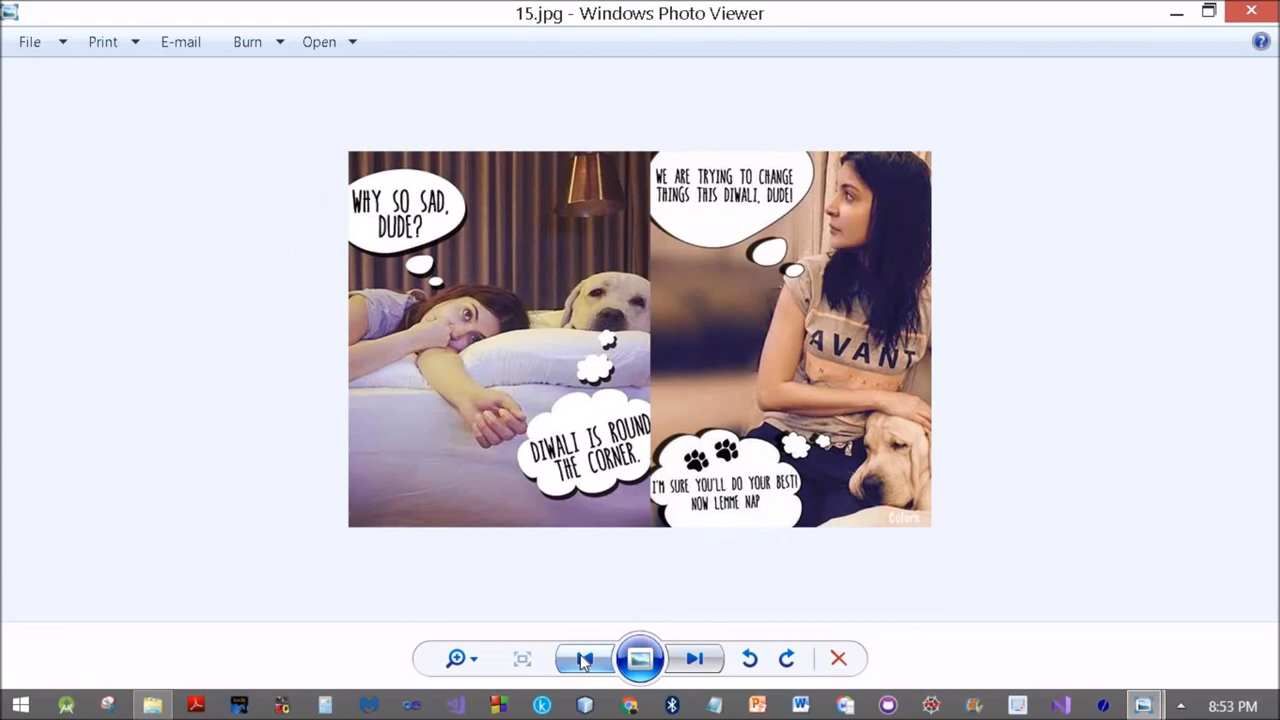 15.jpg - Windows Photo Viewer
File
Print
E-mail
Burn
Open
WHY SO SAD,
DUDE?
DIWALI IS ROUND
THE CORNER.
WE ARE TRYING TO CHANGE
THINGS THIS DIWALI, DUDE!
AVANT
I'M SURE YOU'LL DO YOUR BEST!
NOW LEMME NAP
Colors
8:53 PM